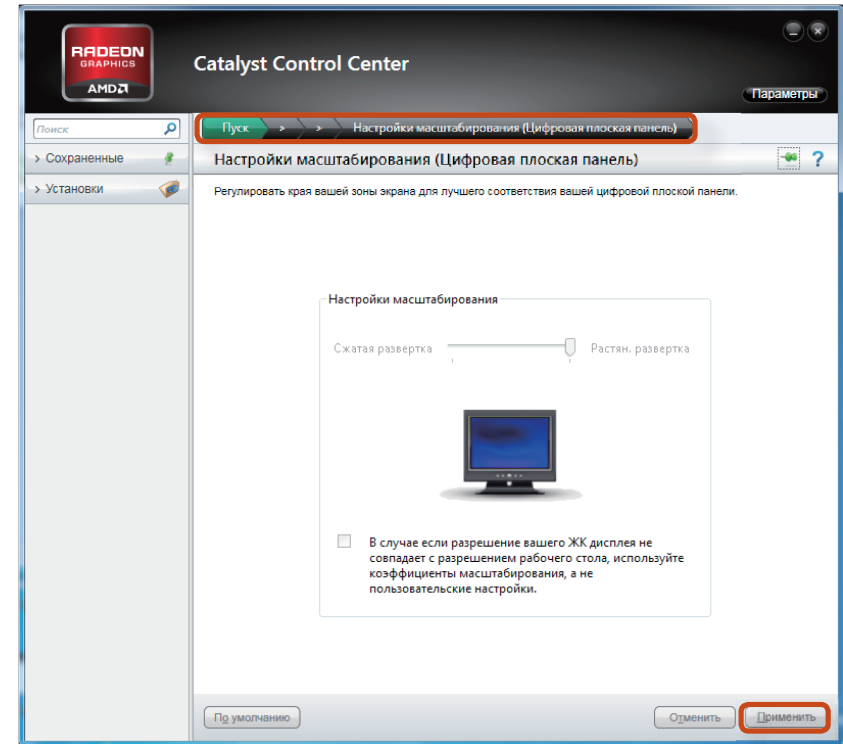 RADEON
GRAPHICS
AMD
Catalyst Control Center
Параметры
Поиск
Пуск > > Настройки масштабирования (Цифровая плоская панель)
> Сохраненные
Настройки масштабирования (Цифровая плоская панель)
?
> Установки
Регулировать края вашей зоны экрана для лучшего соответствия вашей цифровой плоской панели.
Настройки масштабирования
Сжатая развертка
Растян. развертка
В случае если разрешение вашего ЖК дисплея не
совпадает с разрешением рабочего стола, используйте
коэффициенты масштабирования, а не
пользовательские настройки.
По умолчанию
Отменить
Применить